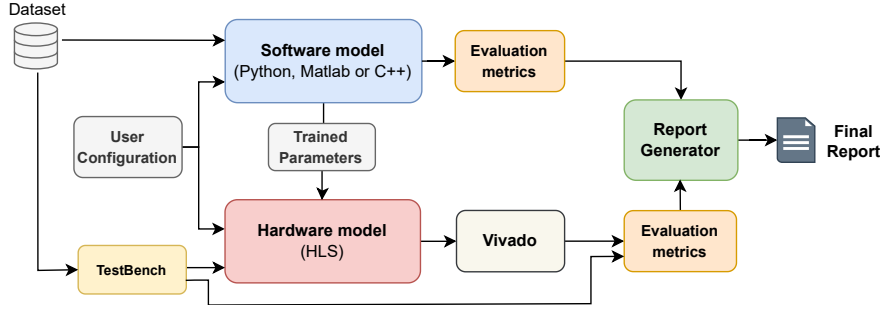 Dataset
Software model
(Python, Matlab or C++)
Evaluation
metrics
User
Configuration
Trained
Parameters
Report
Generator
Final
Report
Hardware model
(HLS)
Vivado
Evaluation
metrics
TestBench